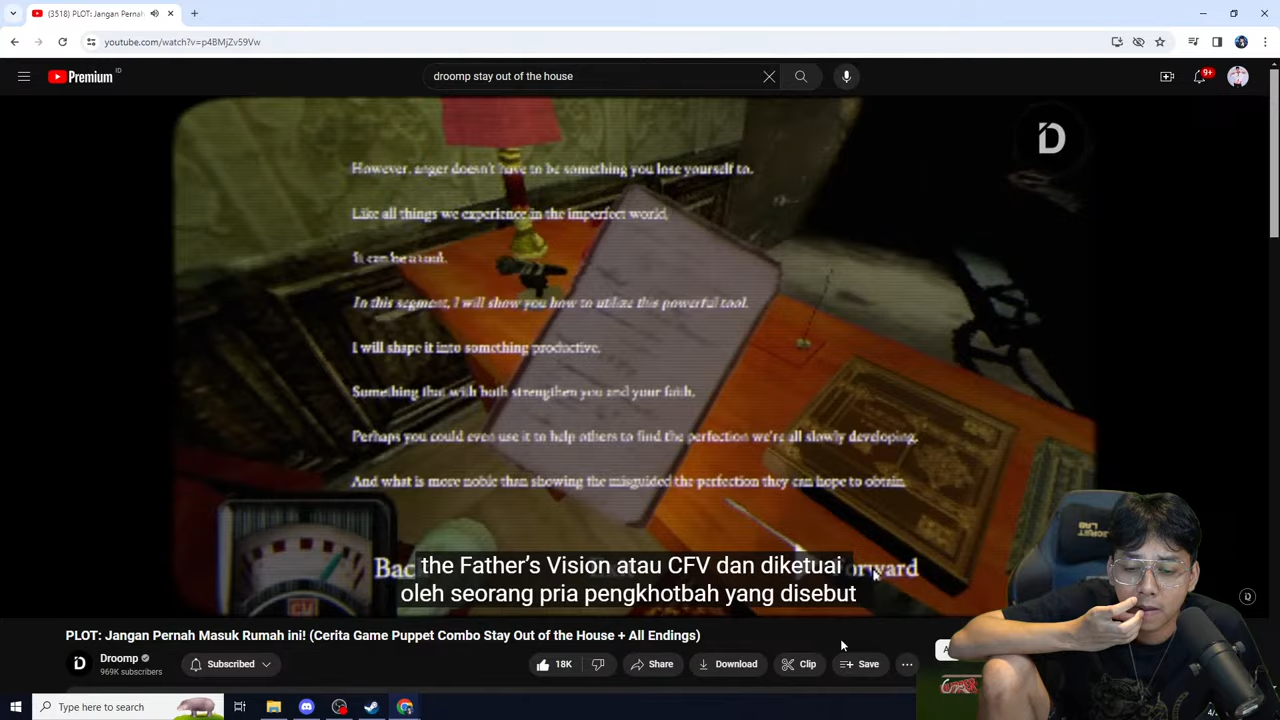 (3518) PLOT: Jangan Pernah
youtube.com/watch?v=p4BMjZv59Vw
Premium
ID
droomp stay out of the house
9+
However, anger doesn't have to be something you lose yourself to.
Like all things we experience in the imperfect world,
It can be a tool.
In this segment, I will show you how to utilize this powerful tool.
I will shape it into something productive.
Something that with both strengthen you and your faith.
Perhaps you could even use it to help others to find the perfection we're all slowly developing.
And what is more noble than showing the misguided the perfection they can hope to obtain.
Forward
the Father's Vision atau CFV dan diketuai
oleh seorang pria pengkhotbah yang disebut
PLOT: Jangan Pernah Masuk Rumah ini! (Cerita Game Puppet Combo Stay Out of the House + All Endings)
Droomp
969K subscribers
Subscribed
18K
Share
Download
Clip
Save
Type here to search